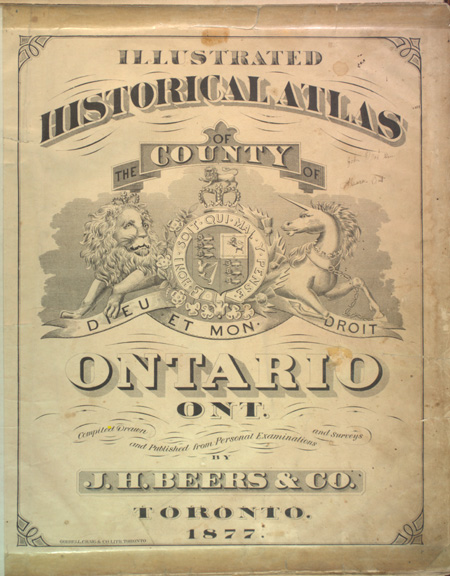 ILLUSTRATED
HISTORICAL ATLAS
OF
THE COUNTY OF
HONI SOIT QUI MAL Y PENSE
DIEU ET MON DROIT
ONTARIO
ONT.
Compiled Drawn and Published from Personal Examinations and Surveys
BY
J.H. BEERS & CO.
TORONTO.
1877.